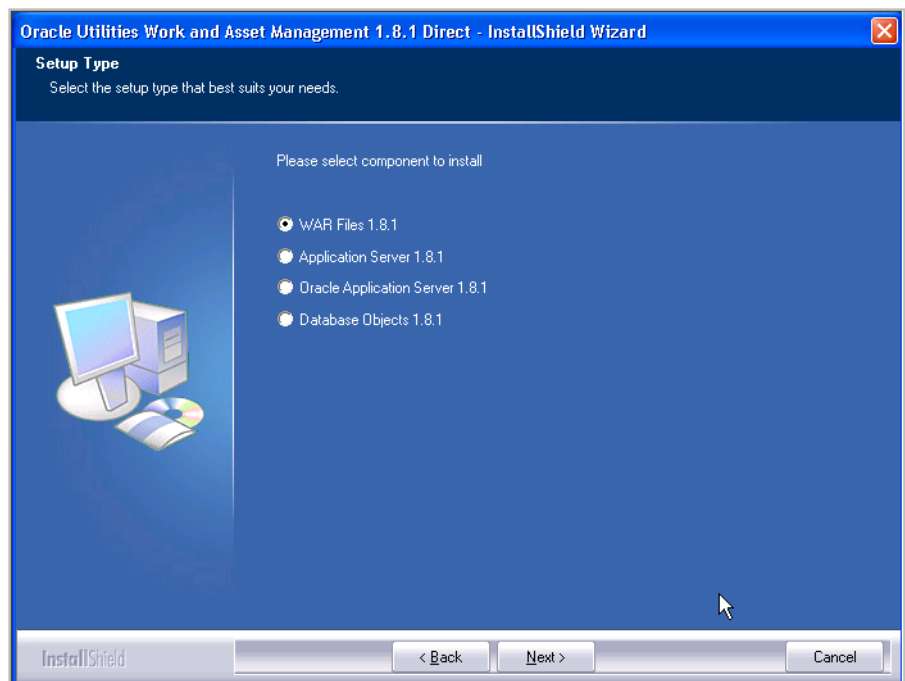 Oracle Utilities Work and Asset Management 1.8.1 Direct - InstallShield Wizard
Setup Type
Select the setup type that best suits your needs.
Please select component to install
WAR Files 1.8.1
Application Server 1.8.1
Oracle Application Server 1.8.1
Database Objects 1.8.1
InstallShield
< Back
Next >
Cancel